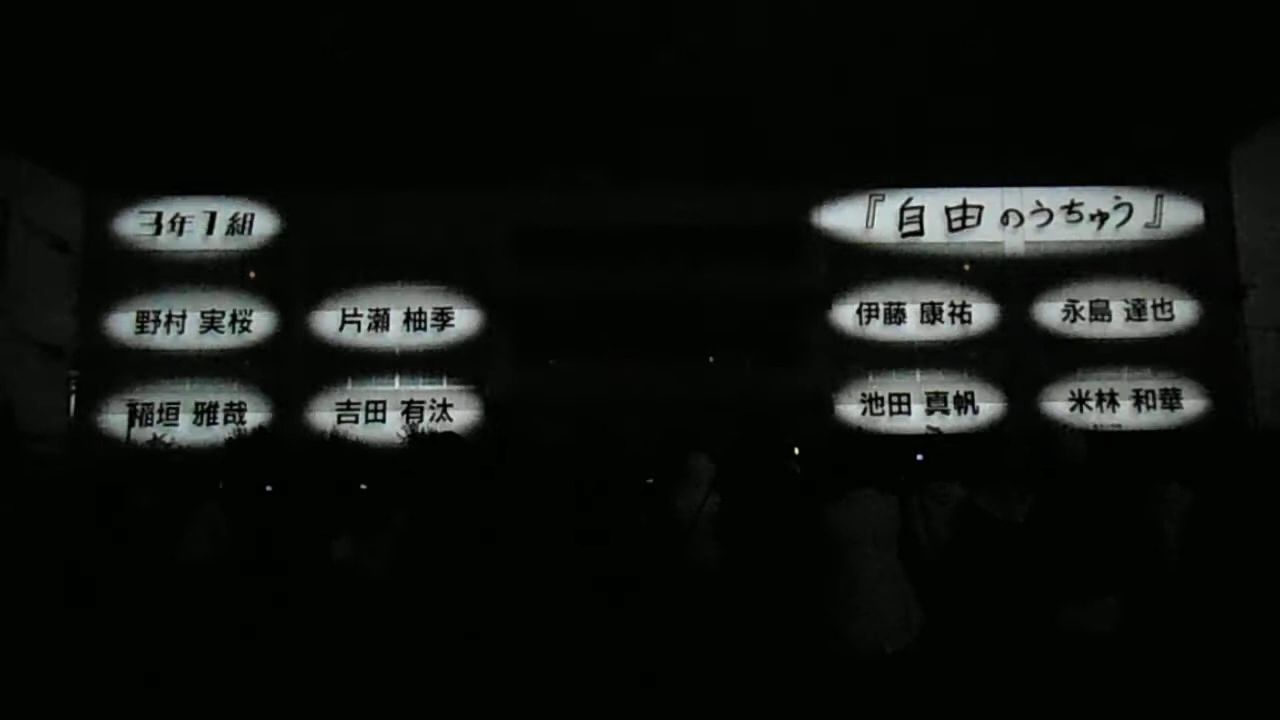 3年1組
『自由のうちゅう』
野村 実桜
片瀬 柚季
伊藤 康祐
永島 達也
稲垣 雅哉
吉田 有汰
池田 真帆
米林 和華